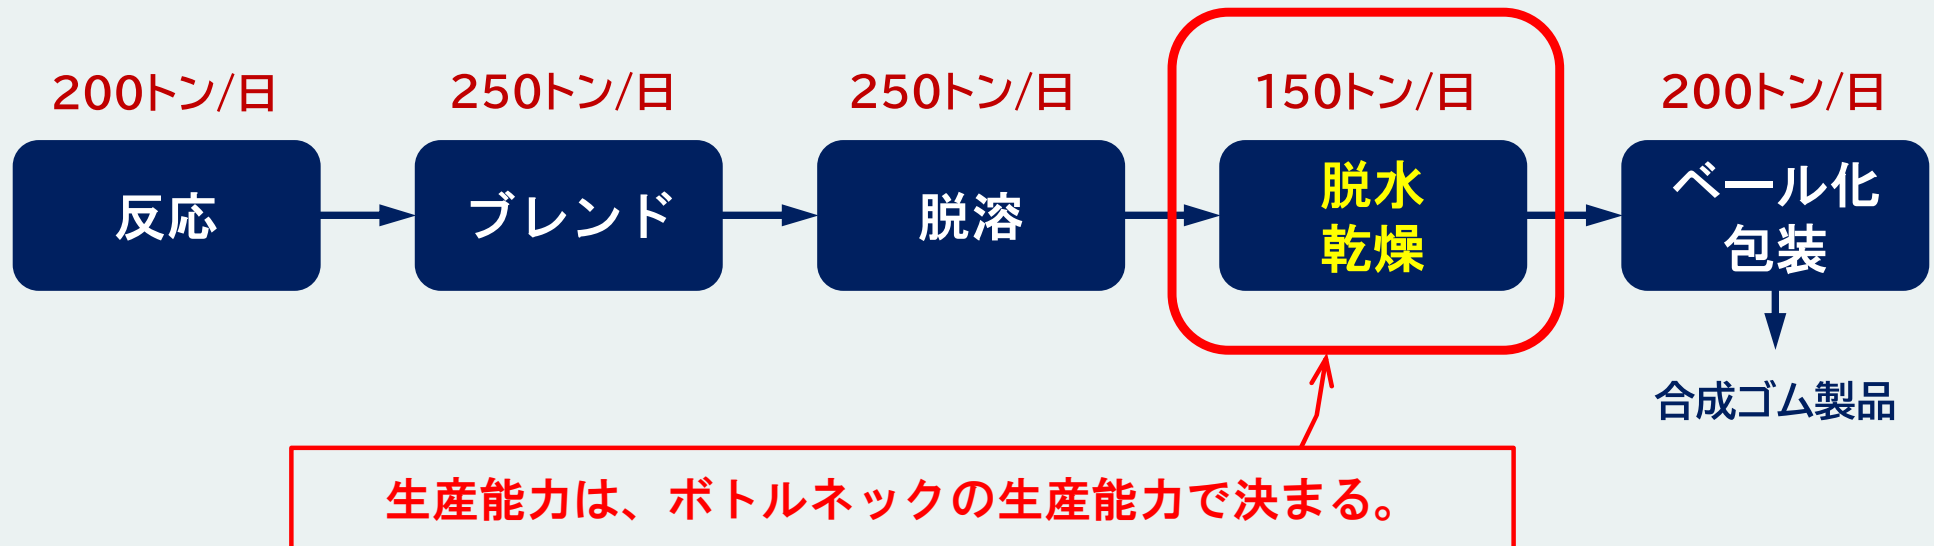 200トン/日
250トン/日
250トン/日
150トン/日
200トン/日
反応
ブレンド
脱溶
脱水
乾燥
ベール化
包装
合成ゴム製品
生産能力は、ボトルネックの生産能力で決まる。